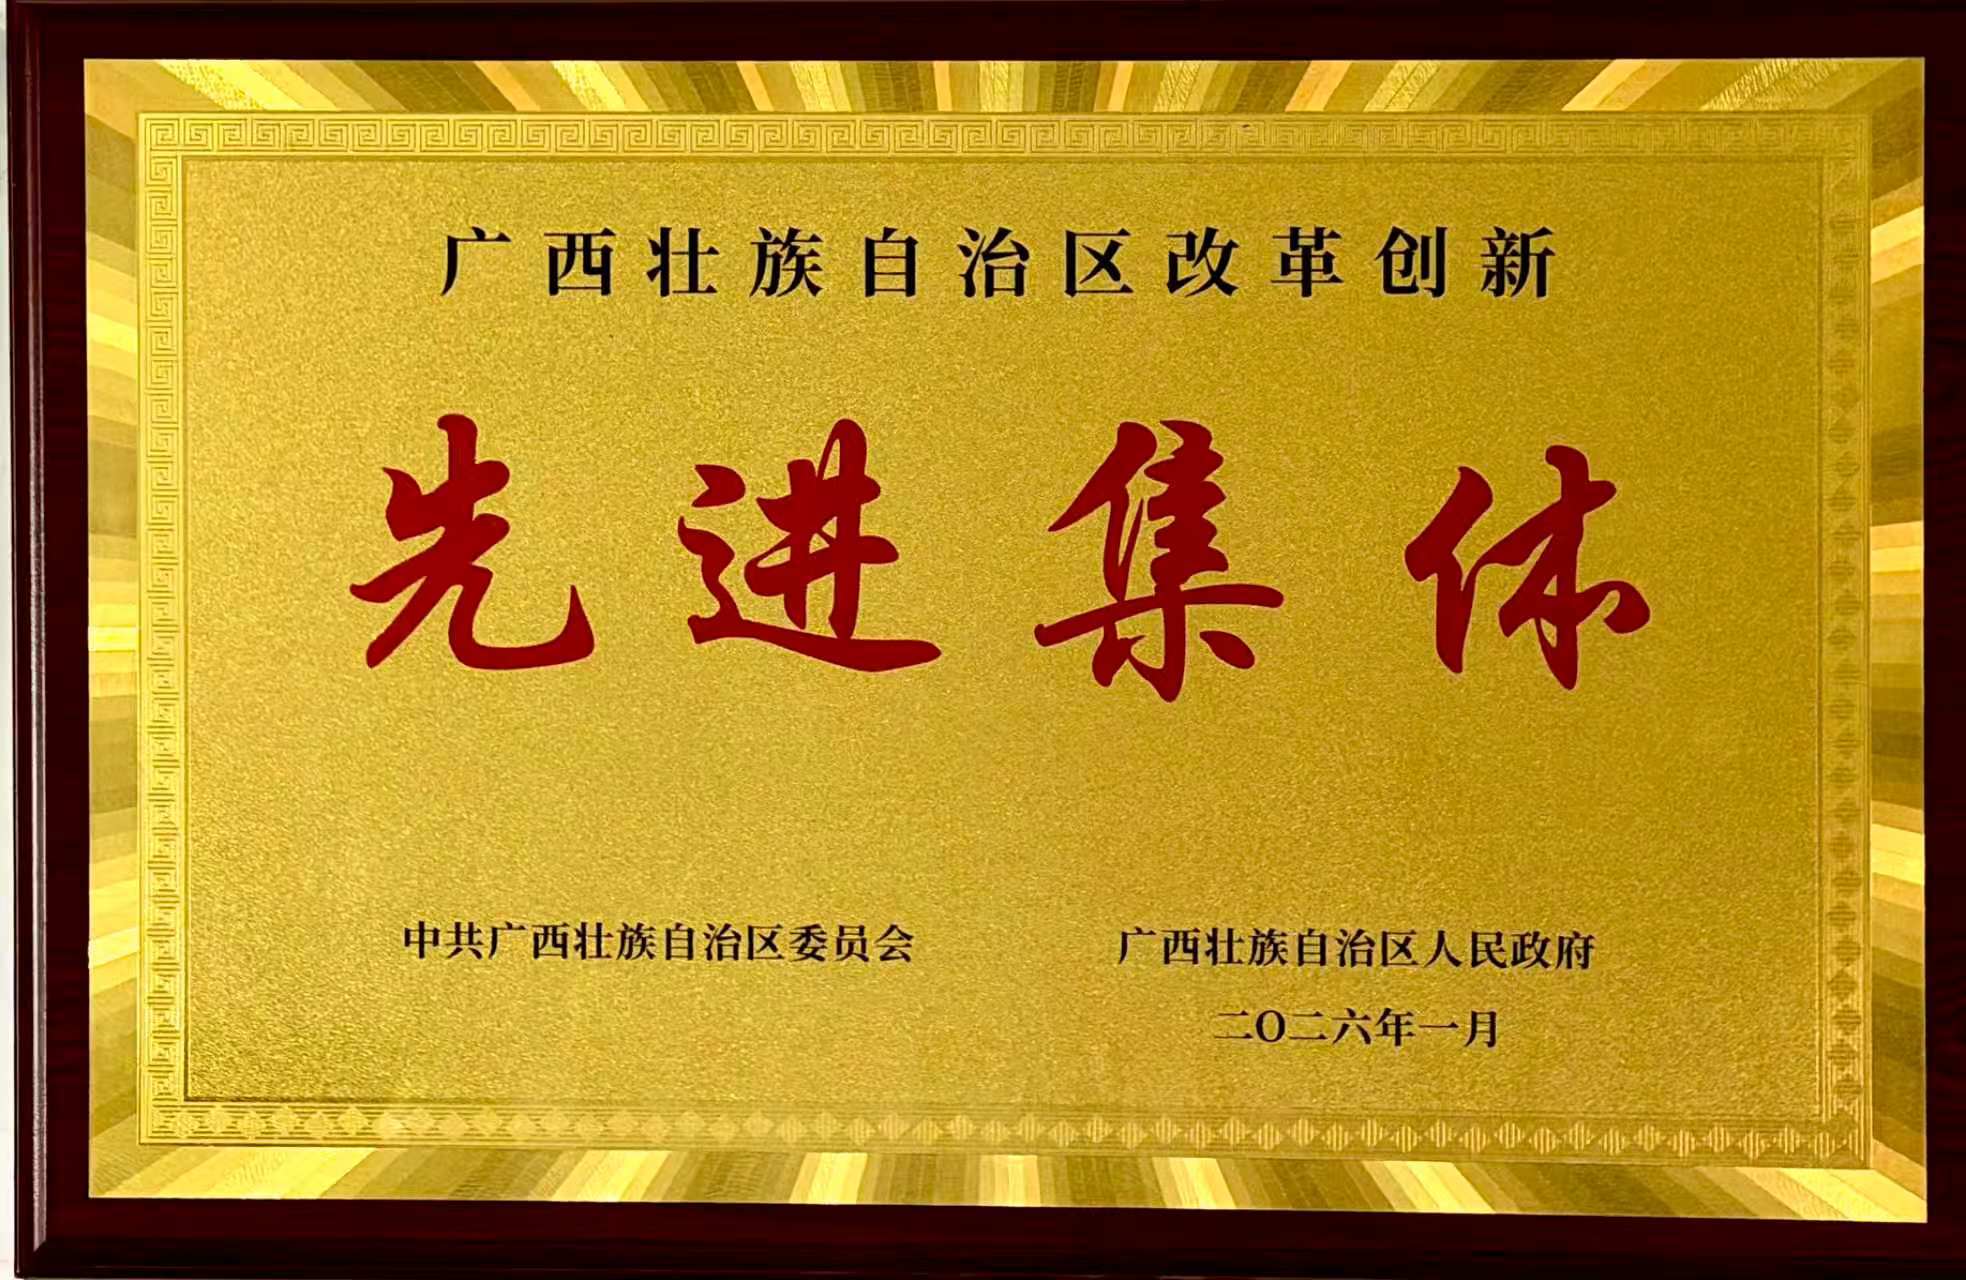 广西壮族自治区改革创新
先进集体
中共广西壮族自治区委员会 广西壮族自治区人民政府
二〇二六年一月